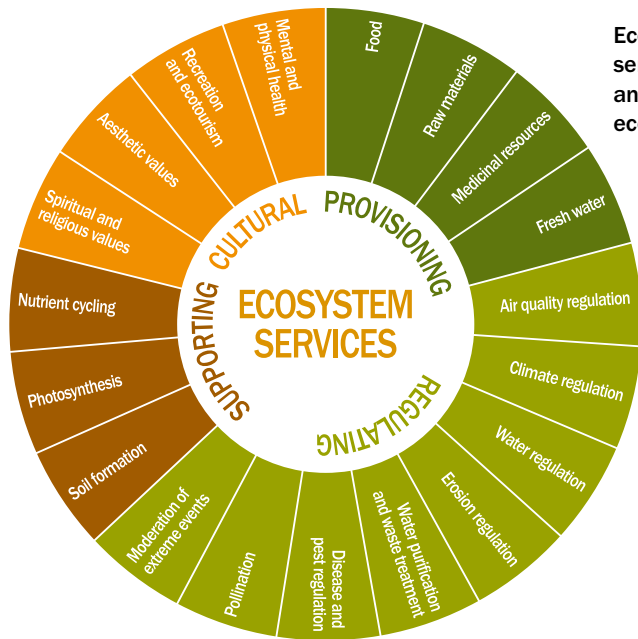 Food
Raw materials
Medicinal resources
Fresh water
Air quality regulation
Climate regulation
Water regulation
Erosion regulation
Water purification
and waste treatment
Disease and
pest regulation
Pollination
Moderation of
extreme events
Soil formation
Photosynthesis
Nutrient cycling
Spiritual and
religious values
Aesthetic values
Recreation
and ecotourism
Mental and
physical health
PROVISIONING
REGULATING
SUPPORTING
CULTURAL
ECOSYSTEM
SERVICES